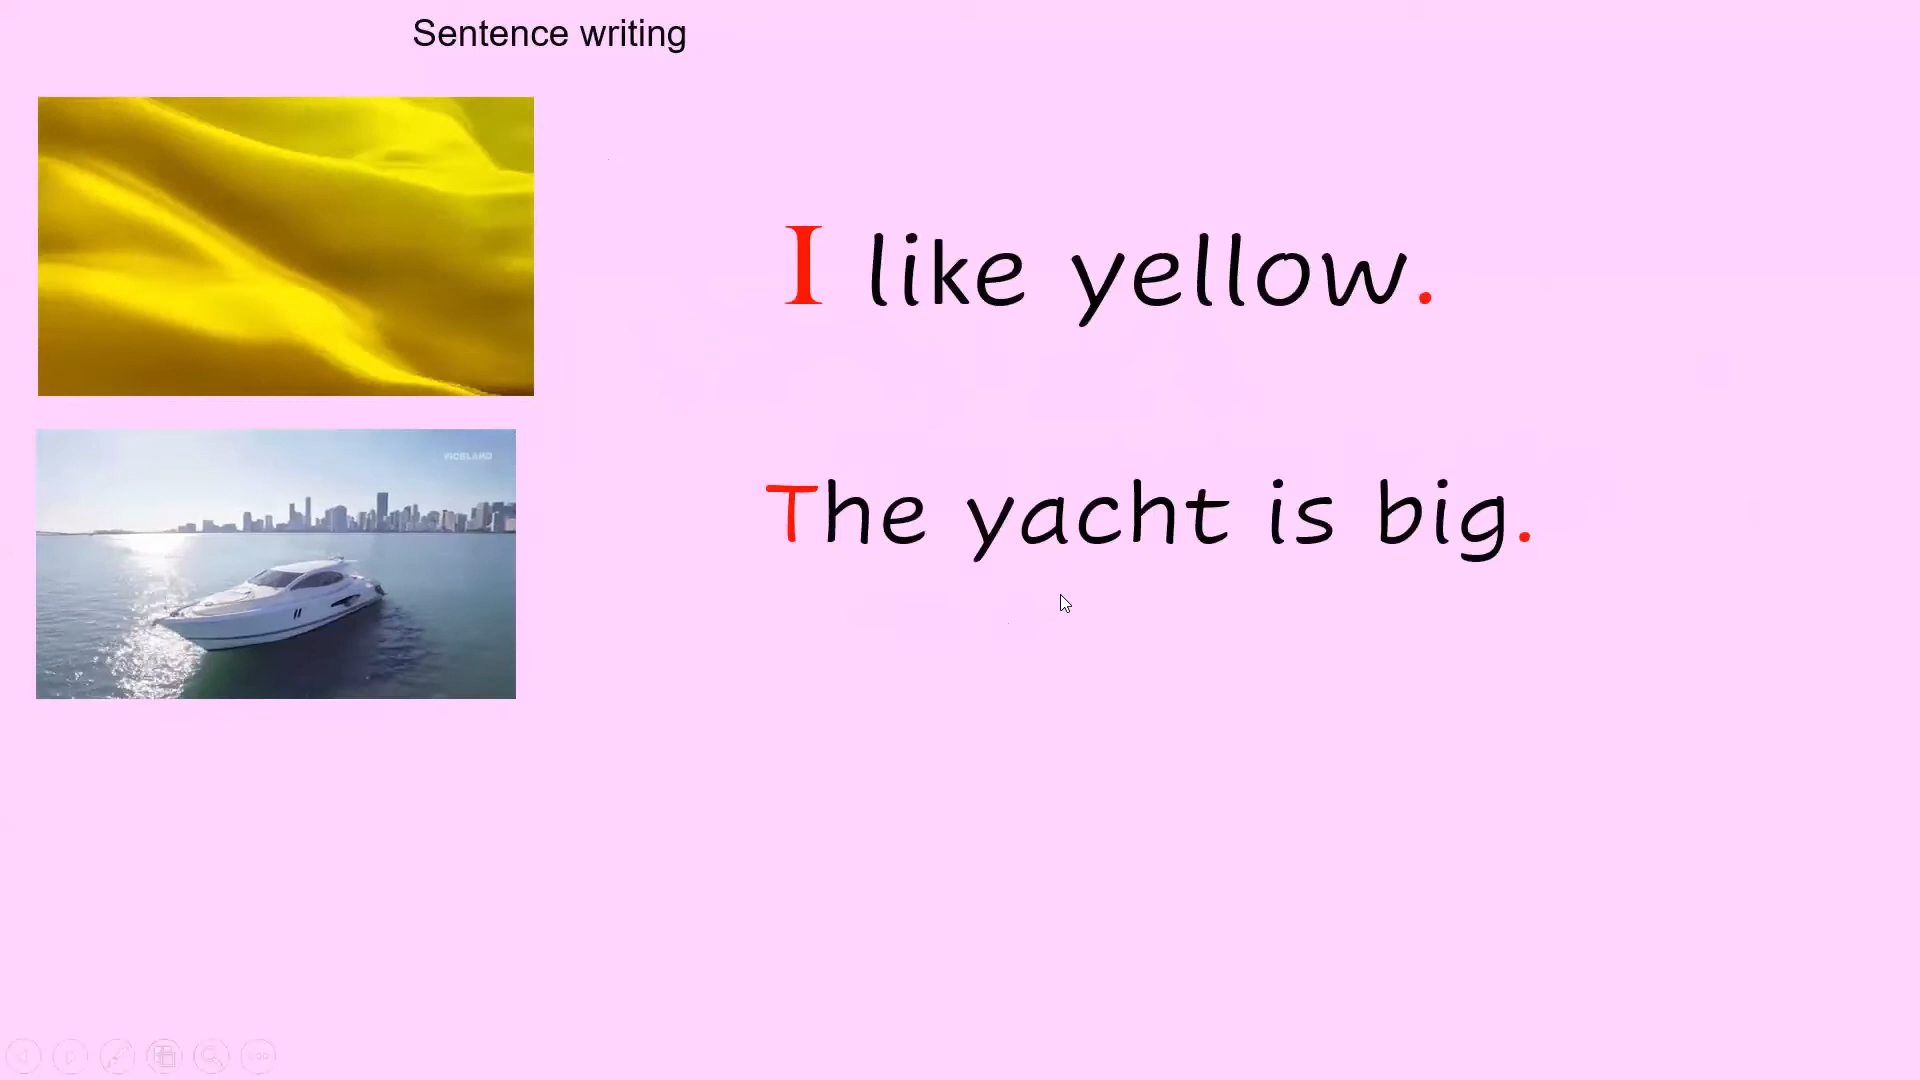 Sentence writing
I like yellow.
VICELAND
The yacht is big.